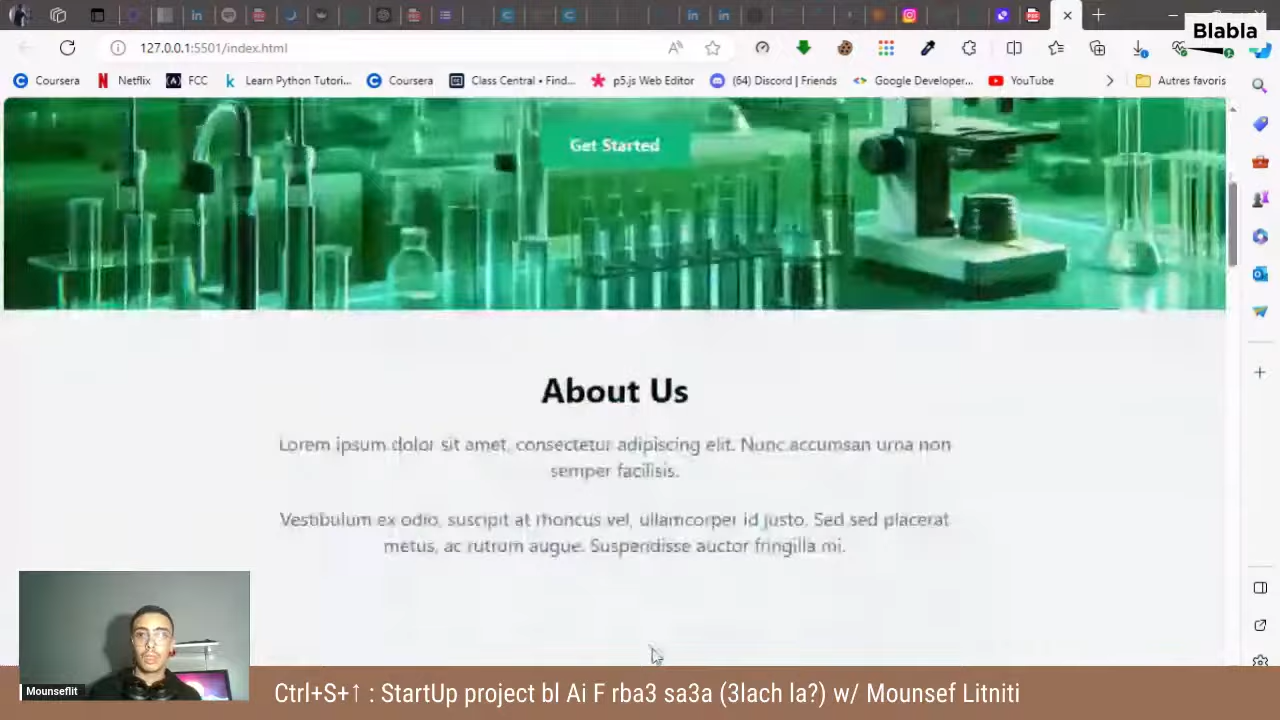 Blabla
127.0.0.1:5501/index.html
Coursera
Netflix
FCC
Learn Python Tutori...
Coursera
Class Central • Find...
p5.js Web Editor
(64) Discord | Friends
Google Developer...
YouTube
Autres favoris
Get Started
About Us
Lorem ipsum dolor sit amet, consectetur adipiscing elit. Nunc accumsan urna non
semper facilisis.
Vestibulum ex odio, suscipit at rhoncus vel, ullamcorper id justo. Sed sed placerat
metus, ac rutrum augue. Suspendisse auctor fringilla mi.
Mounseflit
Ctrl+S+↑ : StartUp project bl Ai F rba3 sa3a (3lach la?) w/ Mounsef Litniti